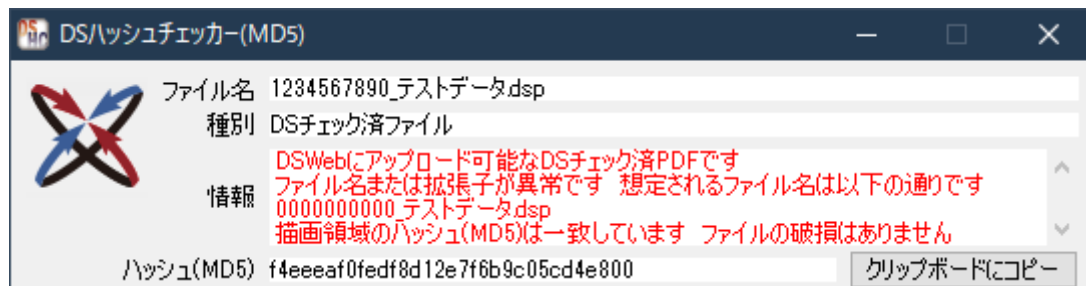 DSハッシュチェッカー(MD5)
ファイル名 1234567890_テストデータ.dsp
種別 DSチェック済ファイル
情報
DSWebにアップロード可能なDSチェック済PDFです
ファイル名または拡張子が異常です 想定されるファイル名は以下の通りです
0000000000_テストデータ.dsp
描画領域のハッシュ(MD5)は一致しています ファイルの破損はありません
ハッシュ(MD5) f4eeeaf0fedf8d12e7f6b9c05cd4e800 クリップボードにコピー